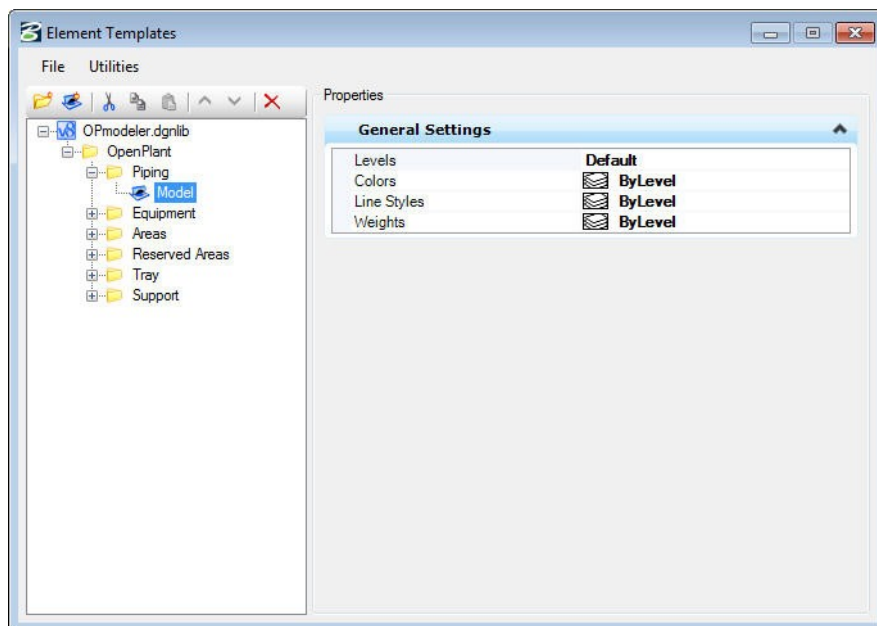 Element Templates
File Utilities
OPmodeler.dgnlib
OpenPlant
Piping
Model
Equipment
Areas
Reserved Areas
Tray
Support
Properties
General Settings
Levels Default
Colors ByLevel
Line Styles ByLevel
Weights ByLevel